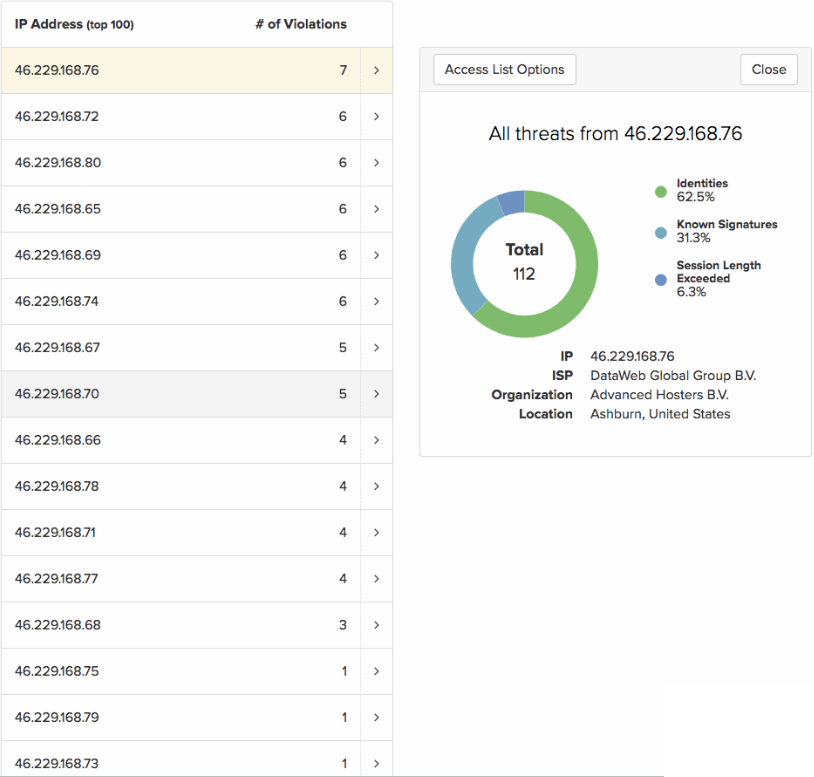 IP Address (top 100) # of Violations
46.229.168.76 7
46.229.168.72 6
46.229.168.80 6
46.229.168.65 6
46.229.168.69 6
46.229.168.74 6
46.229.168.67 5
46.229.168.70 5
46.229.168.66 4
46.229.168.78 4
46.229.168.71 4
46.229.168.77 4
46.229.168.68 3
46.229.168.75 1
46.229.168.79 1
46.229.168.73 1
Access List Options Close
All threats from 46.229.168.76
Total
112
Identities
62.5%
Known Signatures
31.3%
Session Length
Exceeded
6.3%
IP 46.229.168.76
ISP DataWeb Global Group B.V.
Organization Advanced Hosters B.V.
Location Ashburn, United States